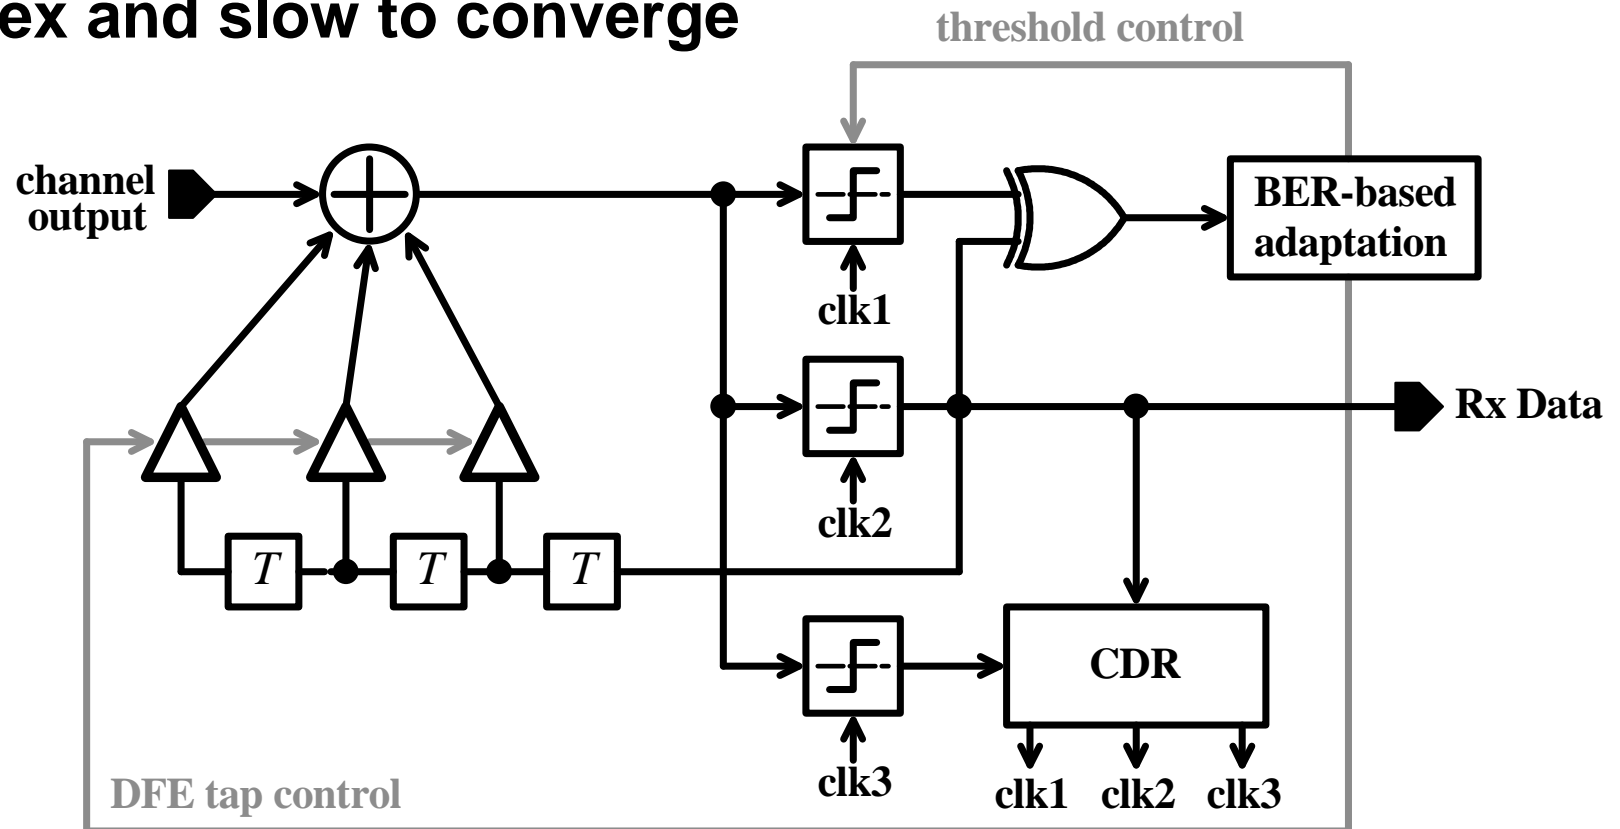 ex and slow to converge
threshold control
channel
output
BER-based
adaptation
clk1
Rx Data
clk2
T
T
T
CDR
clk3
clk1 clk2 clk3
DFE tap control